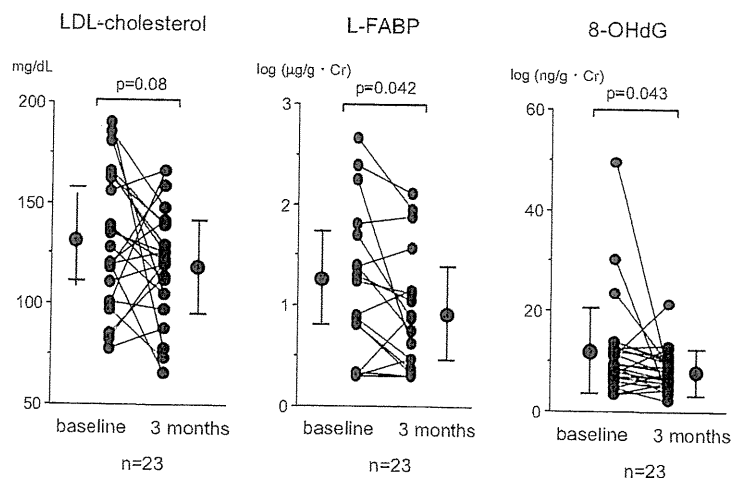 LDL-cholesterol
mg/dL
p=0.08
200
150
100
50
baseline 3 months
n=23
L-FABP
log (μg/g・Cr)
p=0.042
3
2
1
0
baseline 3 months
n=23
8-OHdG
log (ng/g・Cr)
p=0.043
60
40
20
0
baseline 3 months
n=23